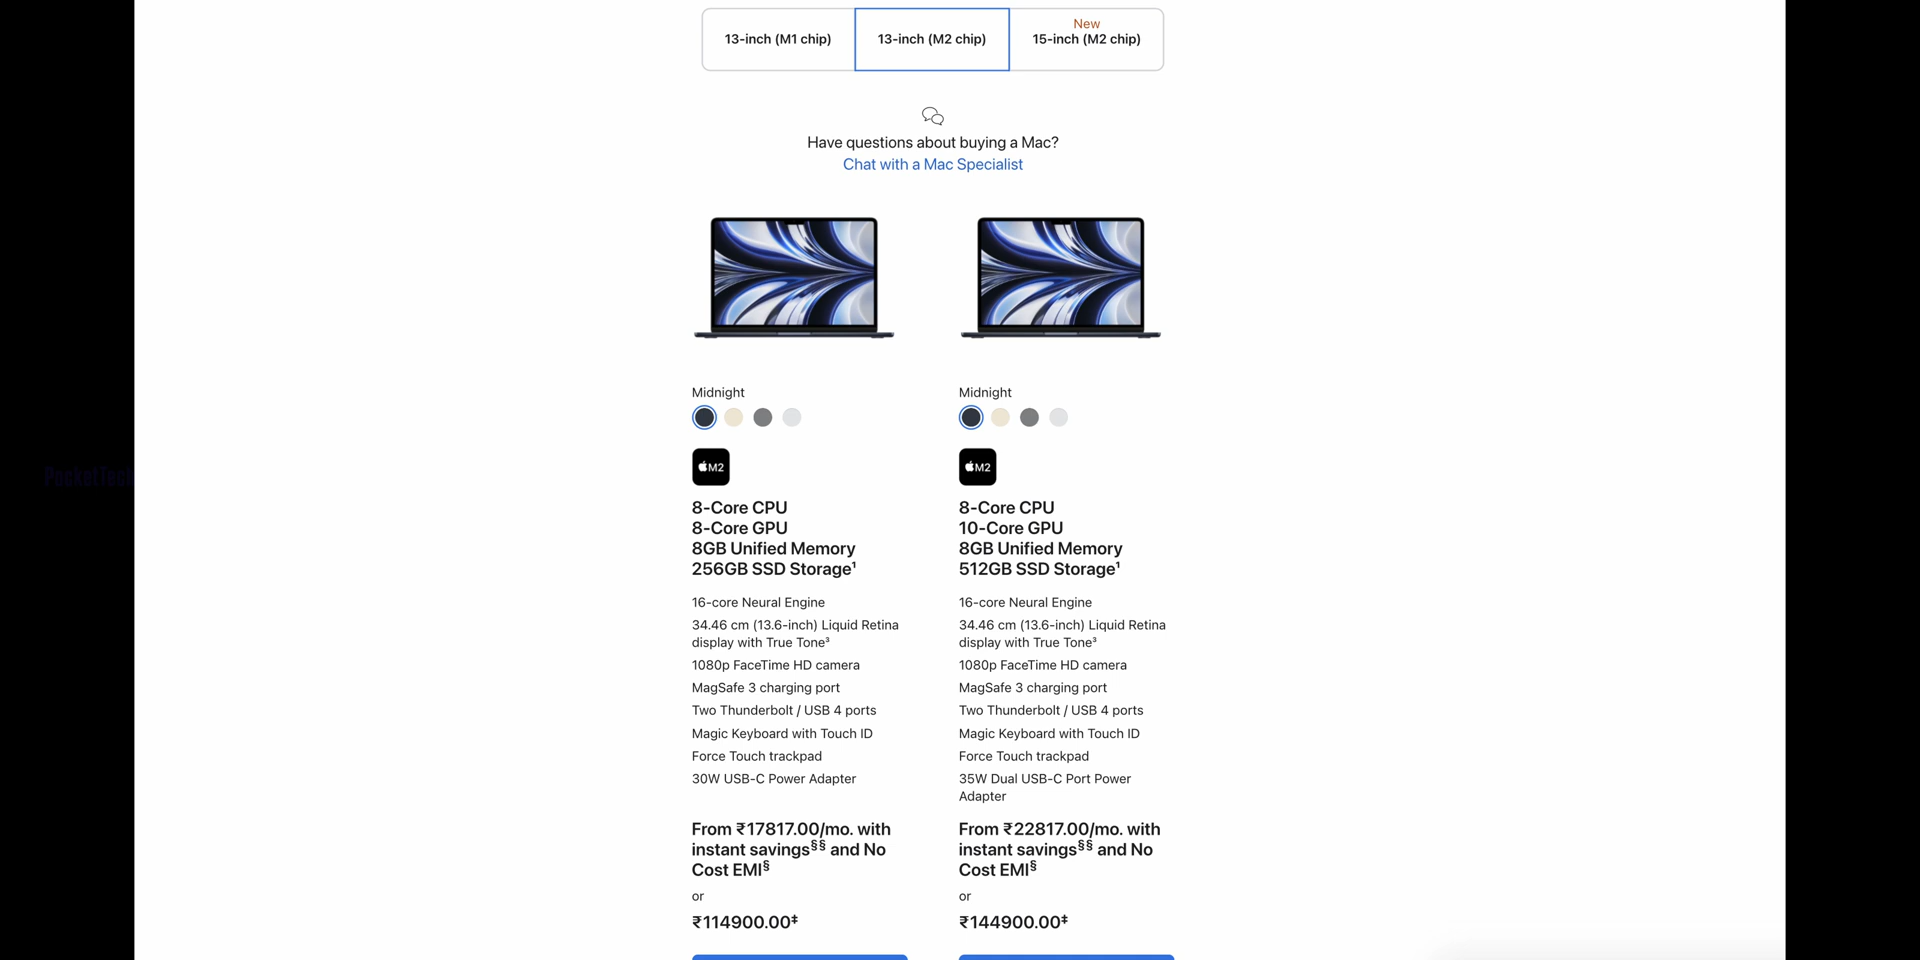 13-inch (M1 chip)
13-inch (M2 chip)
New
15-inch (M2 chip)
Have questions about buying a Mac?
Chat with a Mac Specialist
Midnight
M2
8-Core CPU
8-Core GPU
8GB Unified Memory
256GB SSD Storage¹
16-core Neural Engine
34.46 cm (13.6-inch) Liquid Retina
display with True Tone³
1080p FaceTime HD camera
MagSafe 3 charging port
Two Thunderbolt / USB 4 ports
Magic Keyboard with Touch ID
Force Touch trackpad
30W USB-C Power Adapter
From ₹17817.00/mo. with
instant savings§§ and No
Cost EMI§
or
₹114900.00‡
Midnight
M2
8-Core CPU
10-Core GPU
8GB Unified Memory
512GB SSD Storage¹
16-core Neural Engine
34.46 cm (13.6-inch) Liquid Retina
display with True Tone³
1080p FaceTime HD camera
MagSafe 3 charging port
Two Thunderbolt / USB 4 ports
Magic Keyboard with Touch ID
Force Touch trackpad
35W Dual USB-C Port Power
Adapter
From ₹22817.00/mo. with
instant savings§§ and No
Cost EMI§
or
₹144900.00‡